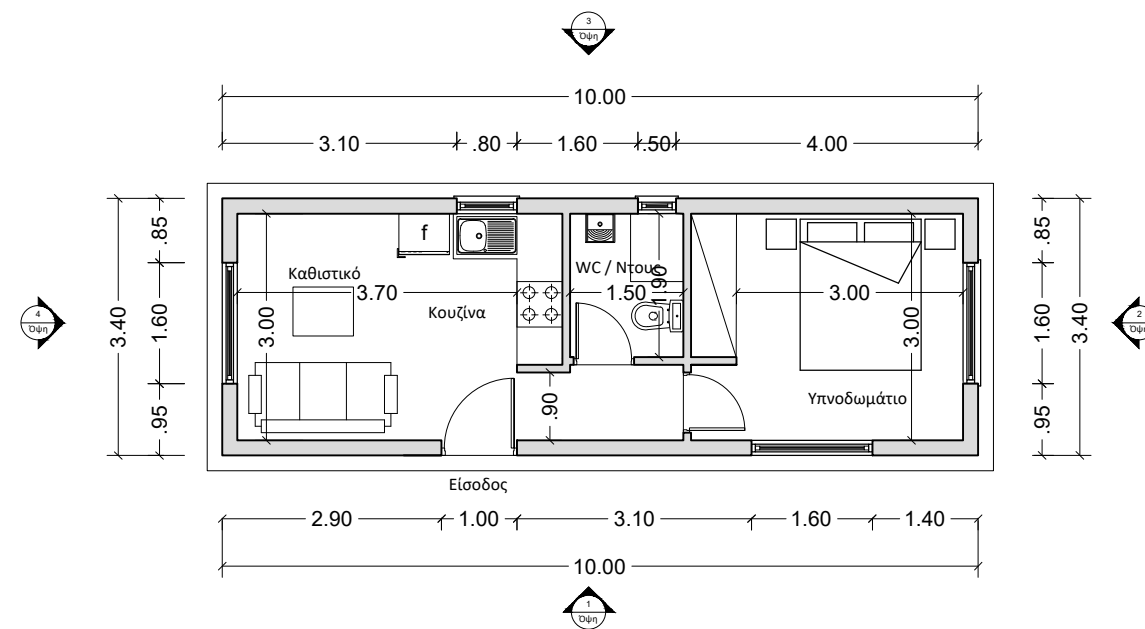 3
Όψη
10.00
3.10 .80 1.60 .50 4.00
.85 1.60 .95
3.40
f
Καθιστικό
WC / Ντους
3.70
Κουζίνα
1.50
1.90
3.00
3.00
3.00
.90
Υπνοδωμάτιο
.85 1.60 .95
3.40
4
Όψη
2
Όψη
Είσοδος
2.90 1.00 3.10 1.60 1.40
10.00
1
Όψη